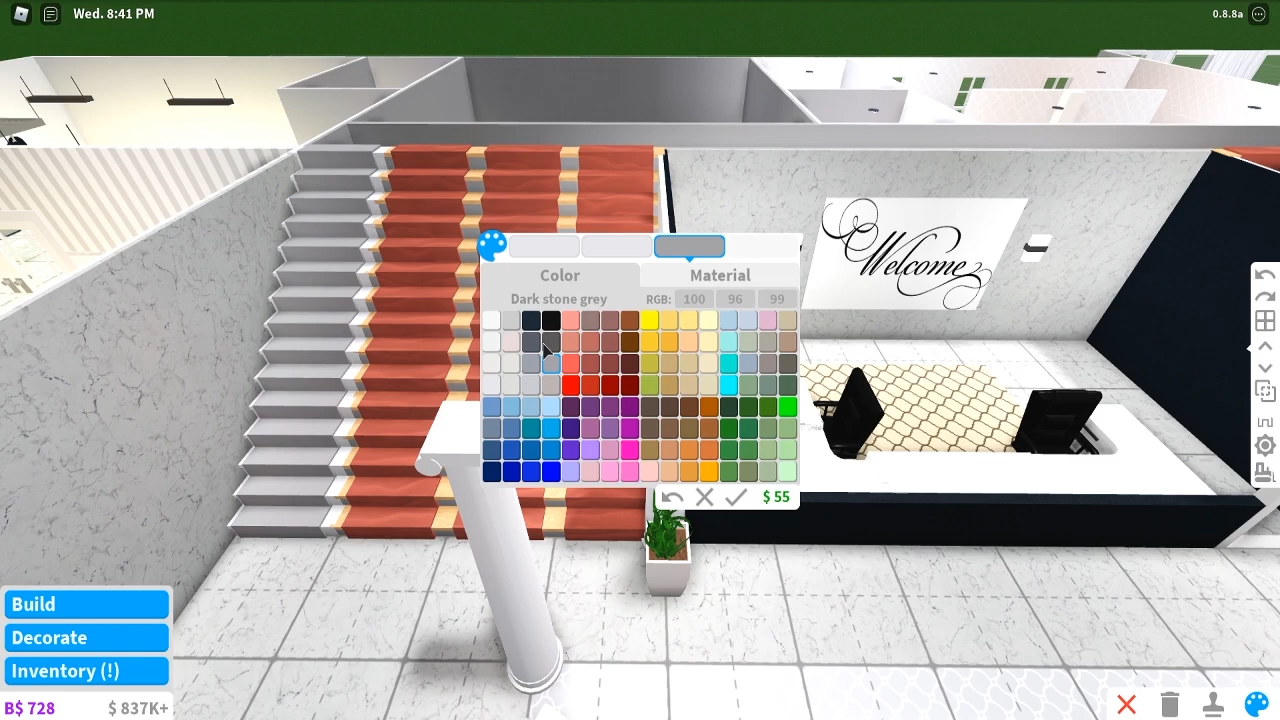 Wed. 8:41 PM
0.8.8a
Welcome
Color
Material
Dark stone grey
RGB: 100 96 99
$ 55
Build
Decorate
Inventory (!)
B$ 728
$ 837K+